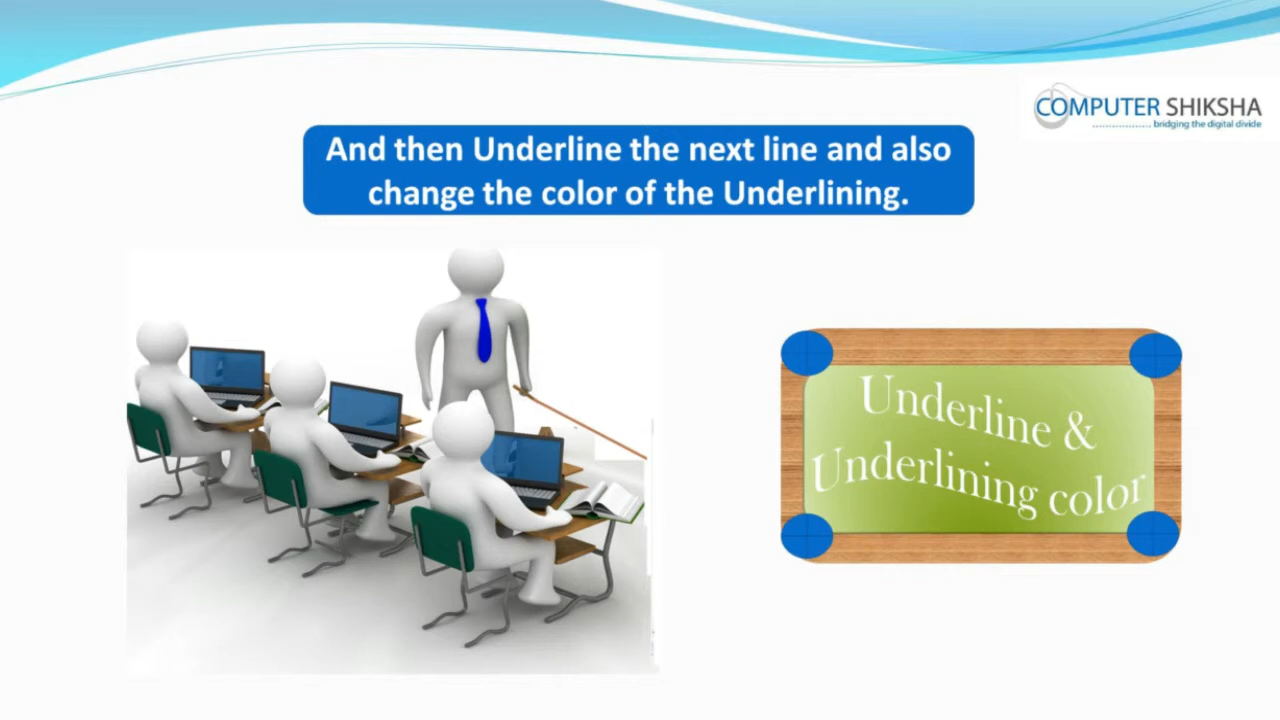 COMPUTER SHIKSHA
bridging the digital divide
And then Underline the next line and also
change the color of the Underlining.
Underline &
Underlining color